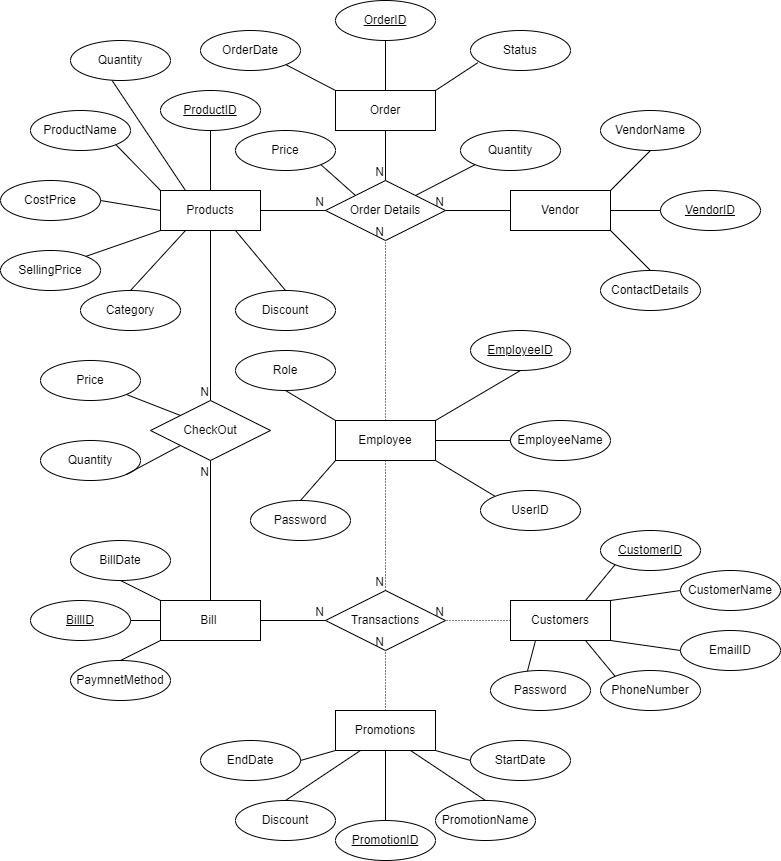 OrderID
OrderDate
Status
Quantity
ProductID
Order
ProductName
VendorName
Price
Quantity
N
CostPrice
Products
N
Order Details
N
Vendor
VendorID
N
SellingPrice
ContactDetails
Category
Discount
EmployeeID
Role
Price
N
CheckOut
Employee
EmployeeName
Quantity
N
UserID
Password
BillDate
CustomerID
N
CustomerName
BillID
Bill
N
Transactions
N
Customers
N
EmailID
PaymnetMethod
Password
PhoneNumber
Promotions
EndDate
StartDate
Discount
PromotionName
PromotionID